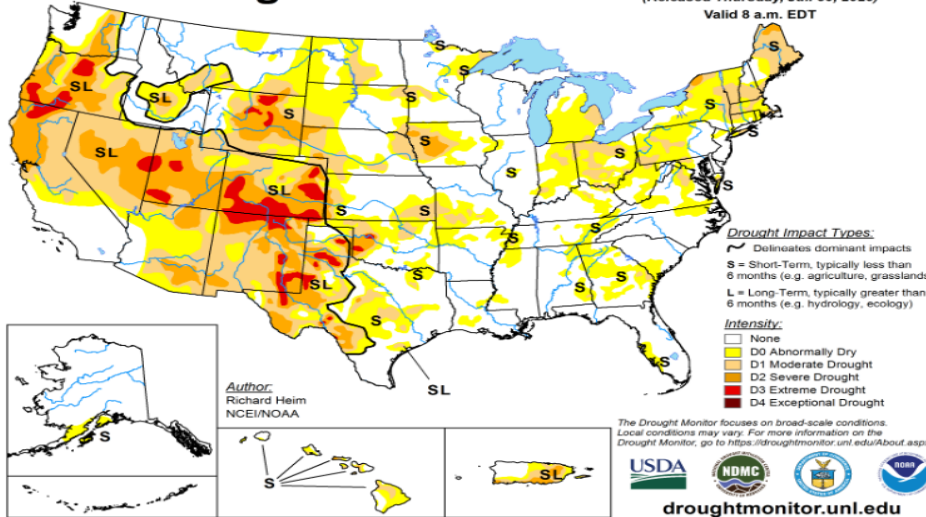 Valid 8 a.m. EDT
S
S
S
SL
S
S
S
S
SL
S
S
SL
S
S
S
S
S
S
S
S
S
SL
S
S
SL
Drought Impact Types:
Delineates dominant impacts
S = Short-Term, typically less than
6 months (e.g. agriculture, grasslands
L = Long-Term, typically greater than
6 months (e.g. hydrology, ecology)
Intensity:
None
D0 Abnormally Dry
D1 Moderate Drought
D2 Severe Drought
D3 Extreme Drought
D4 Exceptional Drought
Author:
Richard Heim
NCEI/NOAA
S
S
SL
The Drought Monitor focuses on broad-scale conditions.
Local conditions may vary. For more information on the
Drought Monitor, go to https://droughtmonitor.unl.edu/About.asp
USDA
NDMC
NOAA
droughtmonitor.unl.edu